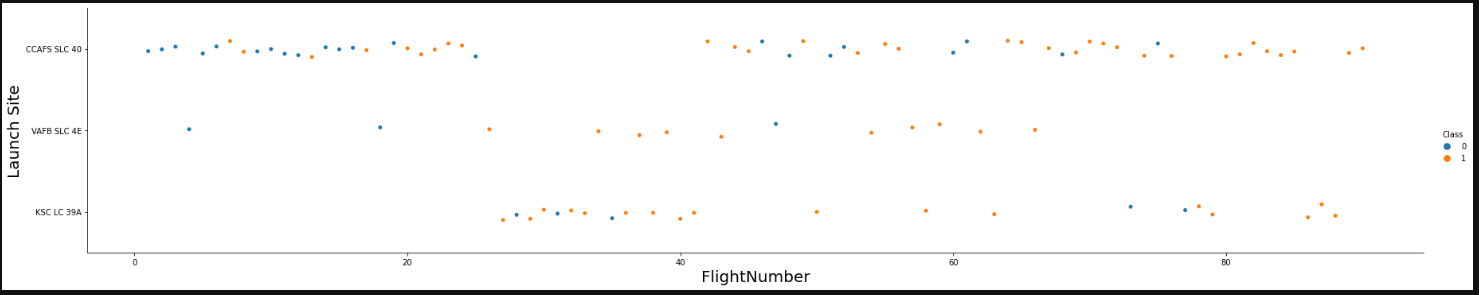 Launch Site
CCAFS SLC 40
VAFB SLC 4E
KSC LC 39A
0 20 40 60 80
FlightNumber
Class
0
1